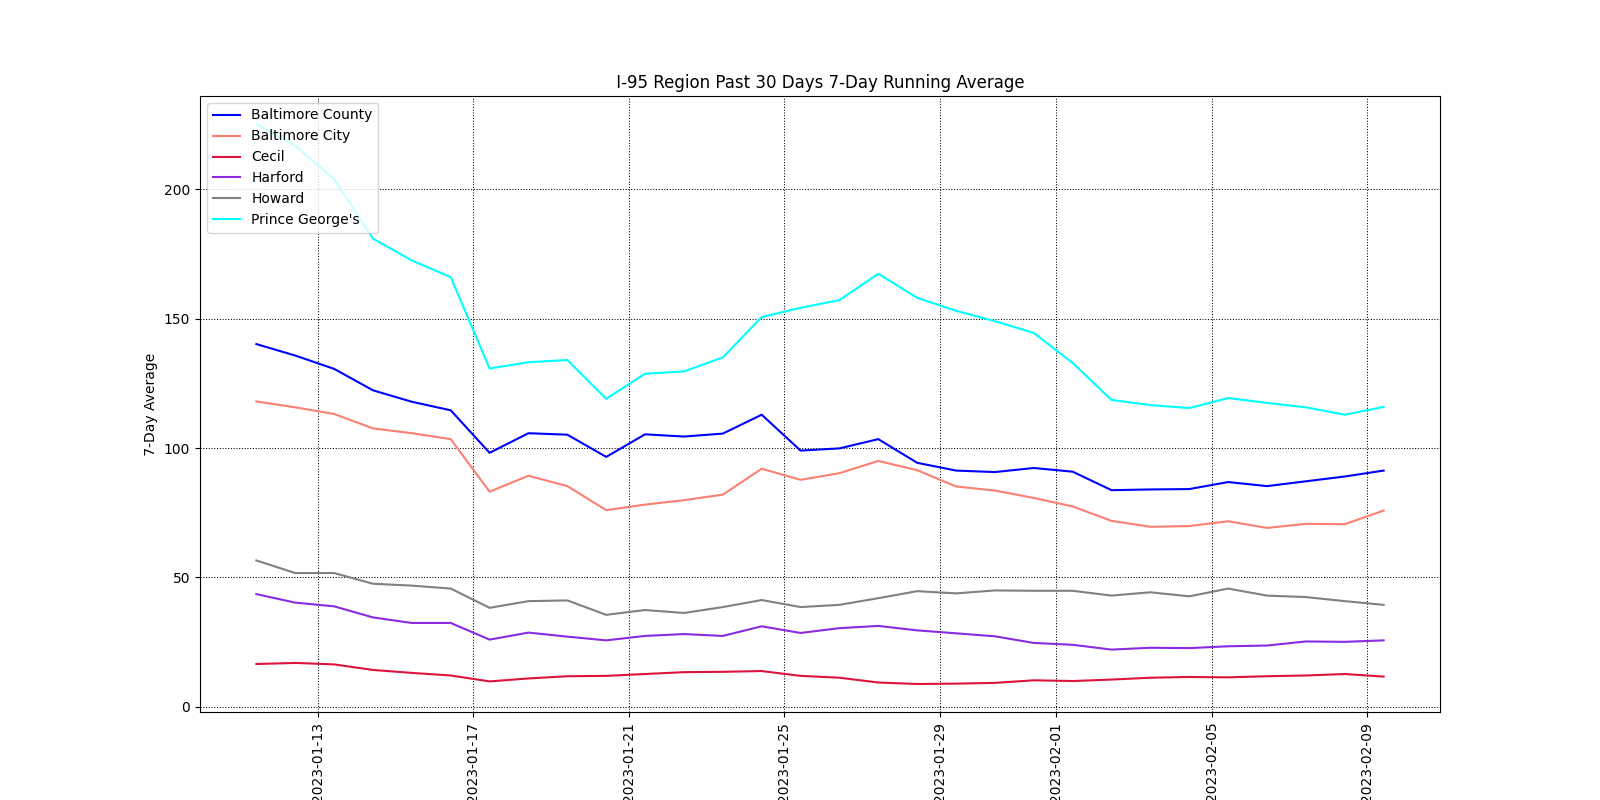 I-95 Region Past 30 Days 7-Day Running Average
Baltimore County
Baltimore City
Cecil
Harford
Howard
Prince George's
7-Day Average
200
150
100
50
0
2023-01-13
2023-01-17
2023-01-21
2023-01-25
2023-01-29
2023-02-01
2023-02-05
2023-02-09